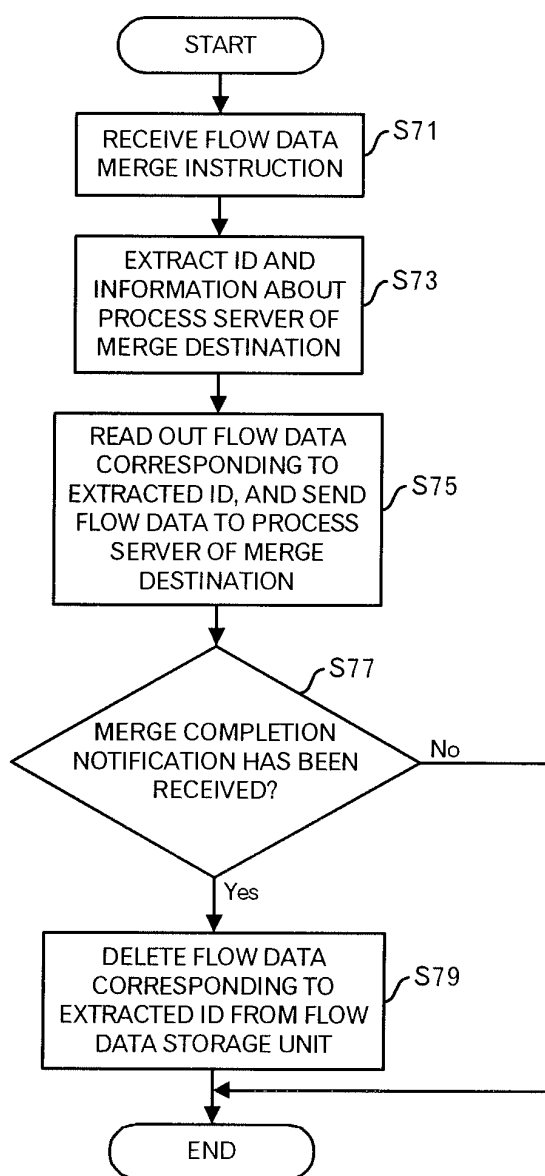 START
RECEIVE FLOW DATA
MERGE INSTRUCTION
S71
EXTRACT ID AND
INFORMATION ABOUT
PROCESS SERVER OF
MERGE DESTINATION
S73
READ OUT FLOW DATA
CORRESPONDING TO
EXTRACTED ID, AND SEND
FLOW DATA TO PROCESS
SERVER OF MERGE
DESTINATION
S75
S77
MERGE COMPLETION
NOTIFICATION HAS BEEN
RECEIVED?
No
Yes
DELETE FLOW DATA
CORRESPONDING TO
EXTRACTED ID FROM FLOW
DATA STORAGE UNIT
S79
END